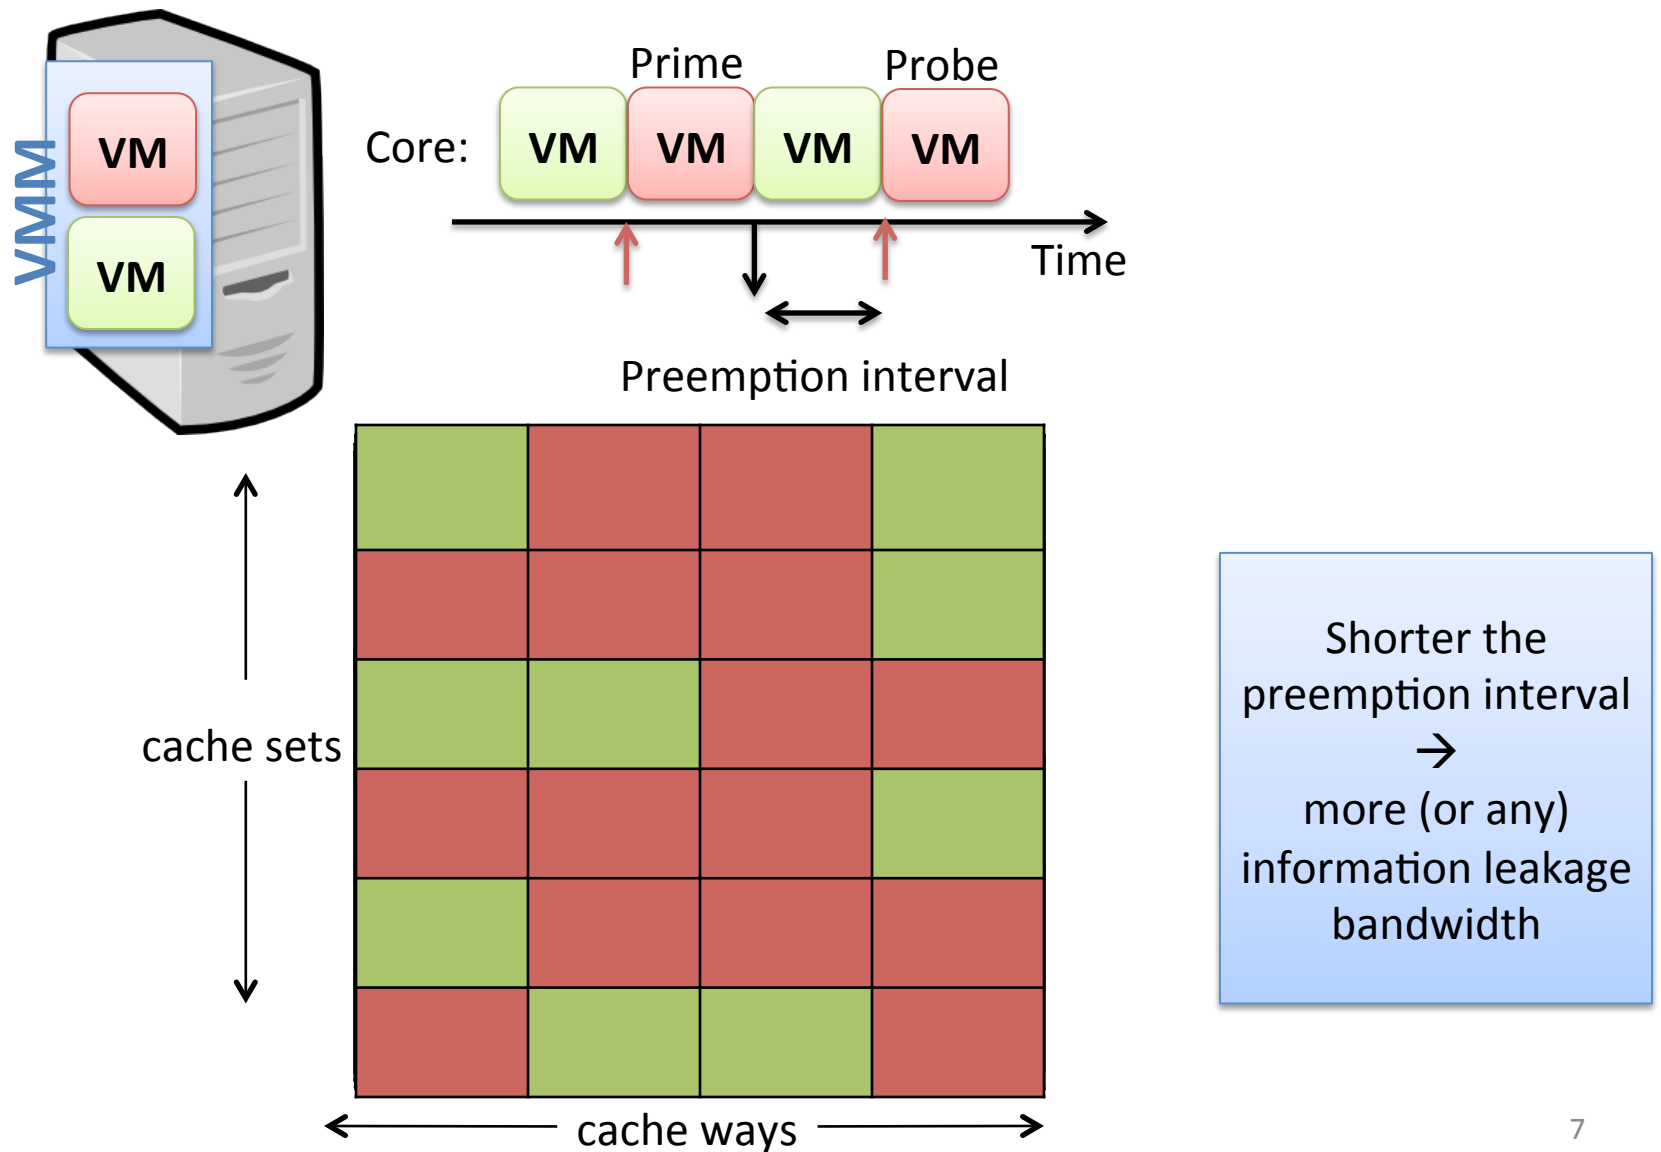 VMM
VM
VM
Prime
Probe
Core:
VM
VM
VM
VM
Time
Preemption interval
cache sets
cache ways
Shorter the
preemption interval
→
more (or any)
information leakage
bandwidth
7